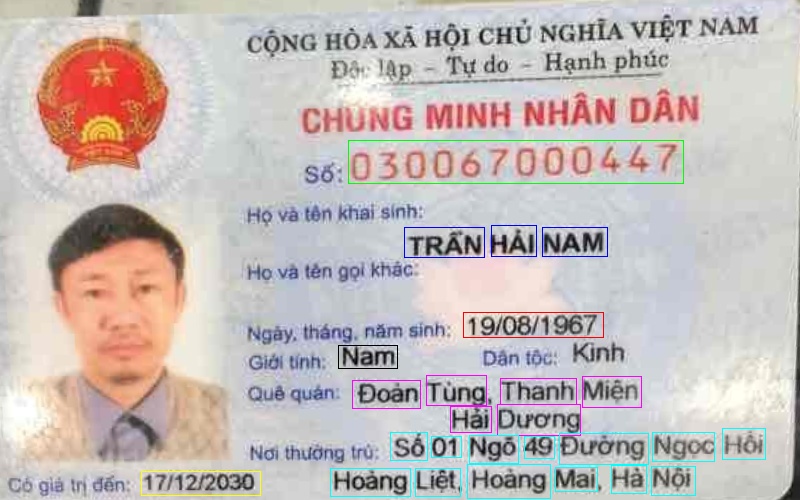 CỘNG HÒA XÃ HỘI CHỦ NGHĨA VIỆT NAM
Độc lập - Tự do - Hạnh phúc
CHỨNG MINH NHÂN DÂN
Số: 030067000447
Họ và tên khai sinh:
TRẦN HẢI NAM
Họ và tên gọi khác:
Ngày, tháng, năm sinh: 19/08/1967
Giới tính: Nam Dân tộc: Kinh
Quê quán: Đoàn Tùng, Thanh Miện
Hải Dương
Nơi thường trú: Số 01 Ngõ 49 Đường Ngọc Hồi
Hoàng Liệt, Hoàng Mai, Hà Nội
Có giá trị đến: 17/12/2030